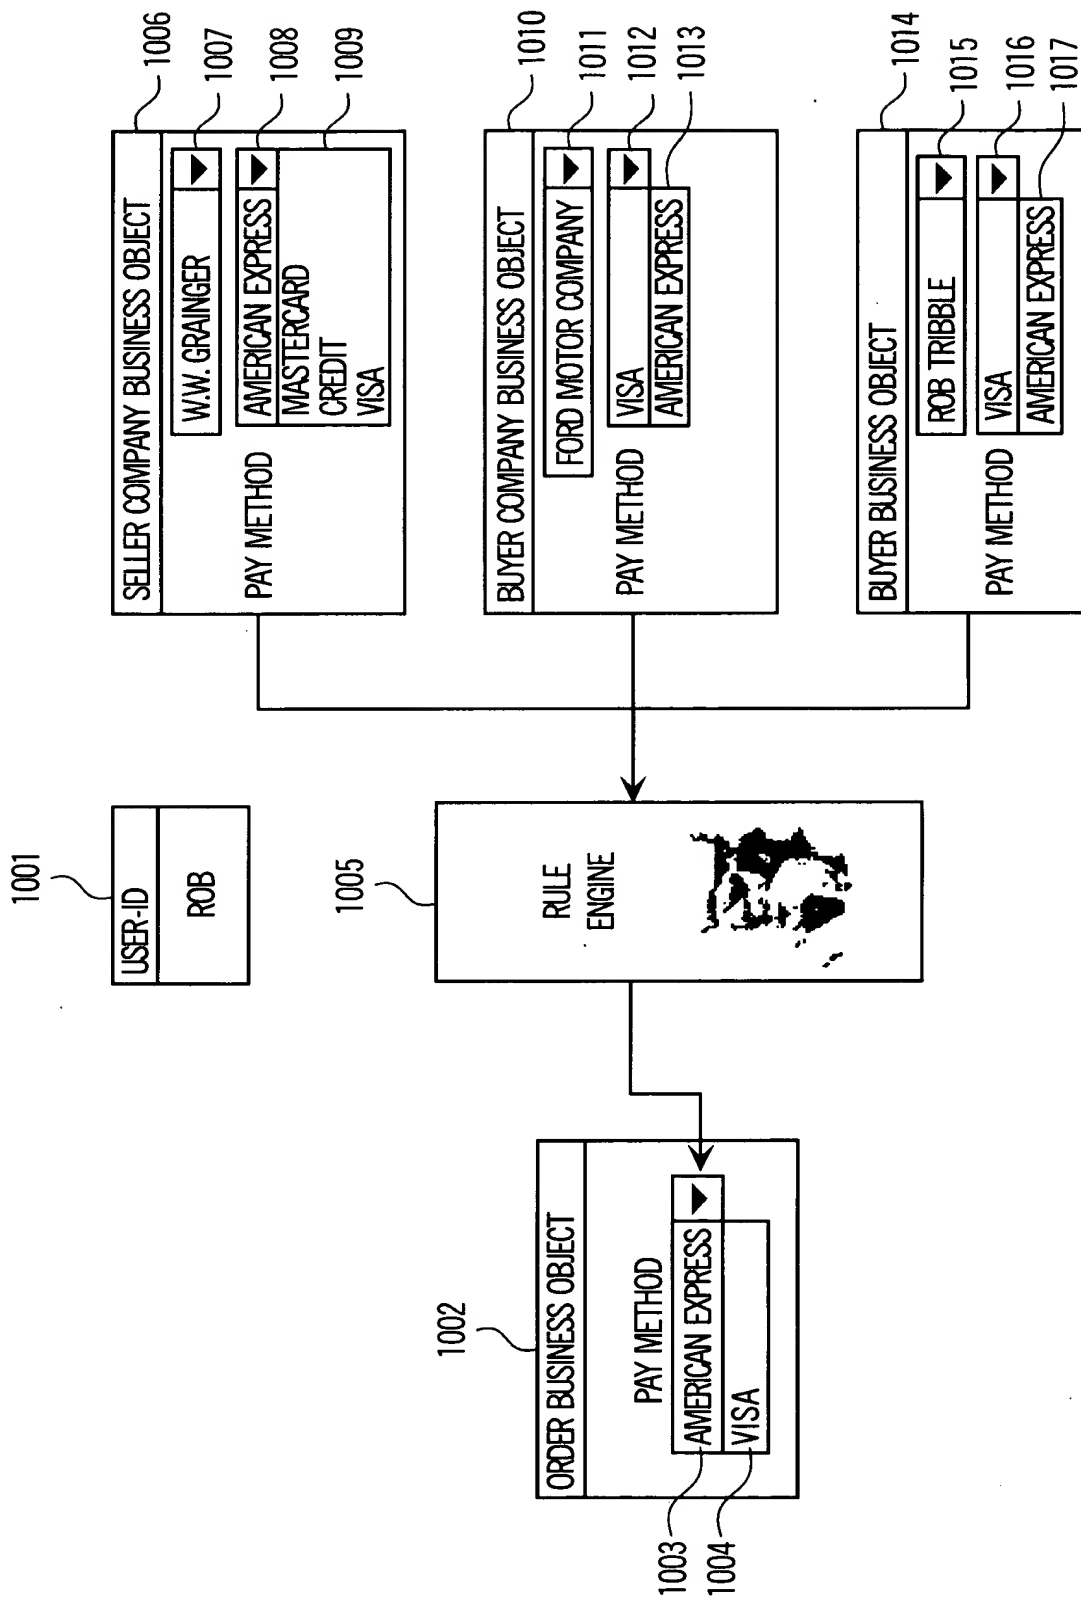 1001
USER-ID
ROB
1002
ORDER BUSINESS OBJECT
PAY METHOD
AMERICAN EXPRESS
VISA
1003
1004
1005
RULE
ENGINE
SELLER COMPANY BUSINESS OBJECT
1006
W.W. GRAINGER
1007
PAY METHOD
AMERICAN EXPRESS
1008
MASTERCARD
CREDIT
VISA
1009
BUYER COMPANY BUSINESS OBJECT
1010
FORD MOTOR COMPANY
1011
PAY METHOD
VISA
1012
AMERICAN EXPRESS
1013
BUYER BUSINESS OBJECT
1014
ROB TRIBBLE
1015
PAY METHOD
VISA
1016
AMERICAN EXPRESS
1017